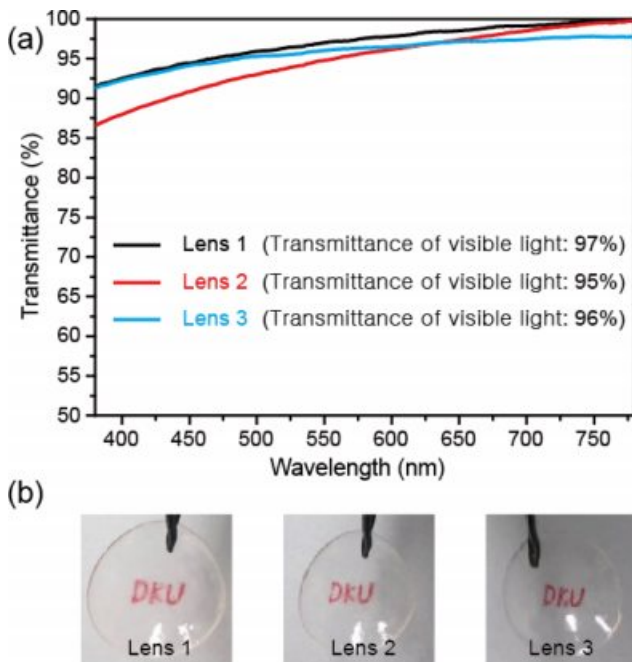 (a)
100
95
90
85
80
75
70
65
60
55
50
Transmittance (%)
Lens 1 (Transmittance of visible light: 97%)
Lens 2 (Transmittance of visible light: 95%)
Lens 3 (Transmittance of visible light: 96%)
400 450 500 550 600 650 700 750
Wavelength (nm)
(b)
DKU DKU DKU
Lens 1 Lens 2 Lens 3